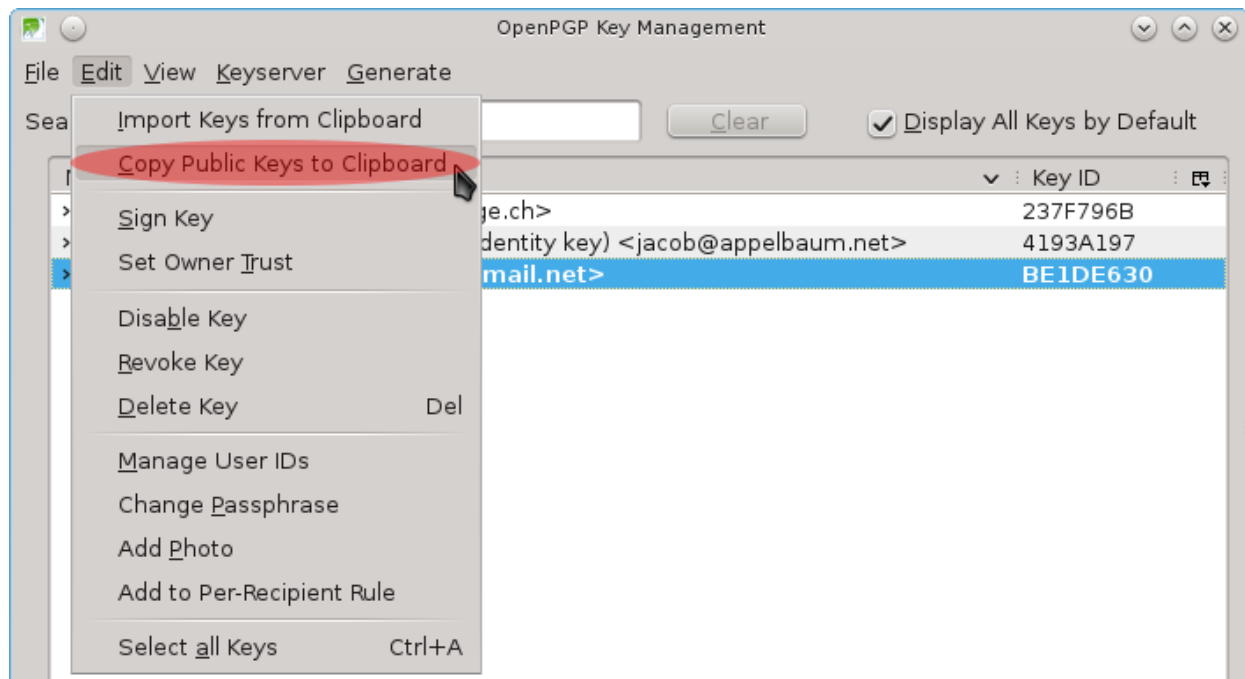 OpenPGP Key Management
File Edit View Keyserver Generate
Sea Clear Display All Keys by Default
Import Keys from Clipboard
Copy Public Keys to Clipboard
Key ID
Sign Key
ge.ch> 237F796B
dentity key) <jacob@appelbaum.net> 4193A197
Set Owner Trust
mail.net> BE1DE630
Disable Key
Revoke Key
Delete Key Del
Manage User IDs
Change Passphrase
Add Photo
Add to Per-Recipient Rule
Select all Keys Ctrl+A